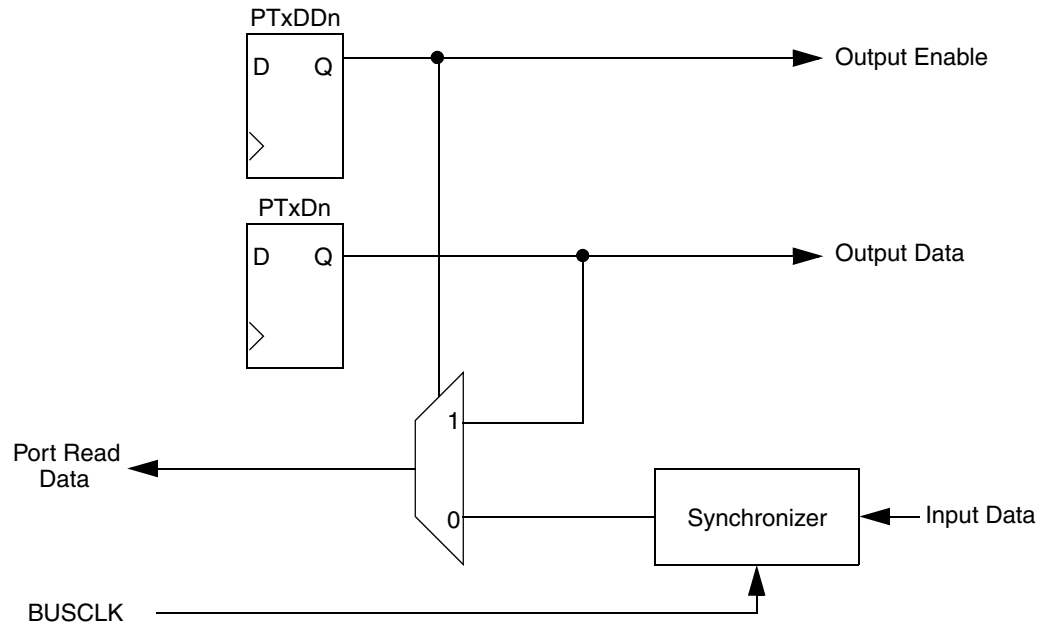 PTxDDn
D Q
Output Enable
PTxDn
D Q
Output Data
1
Port Read
Data
0
Synchronizer
Input Data
BUSCLK